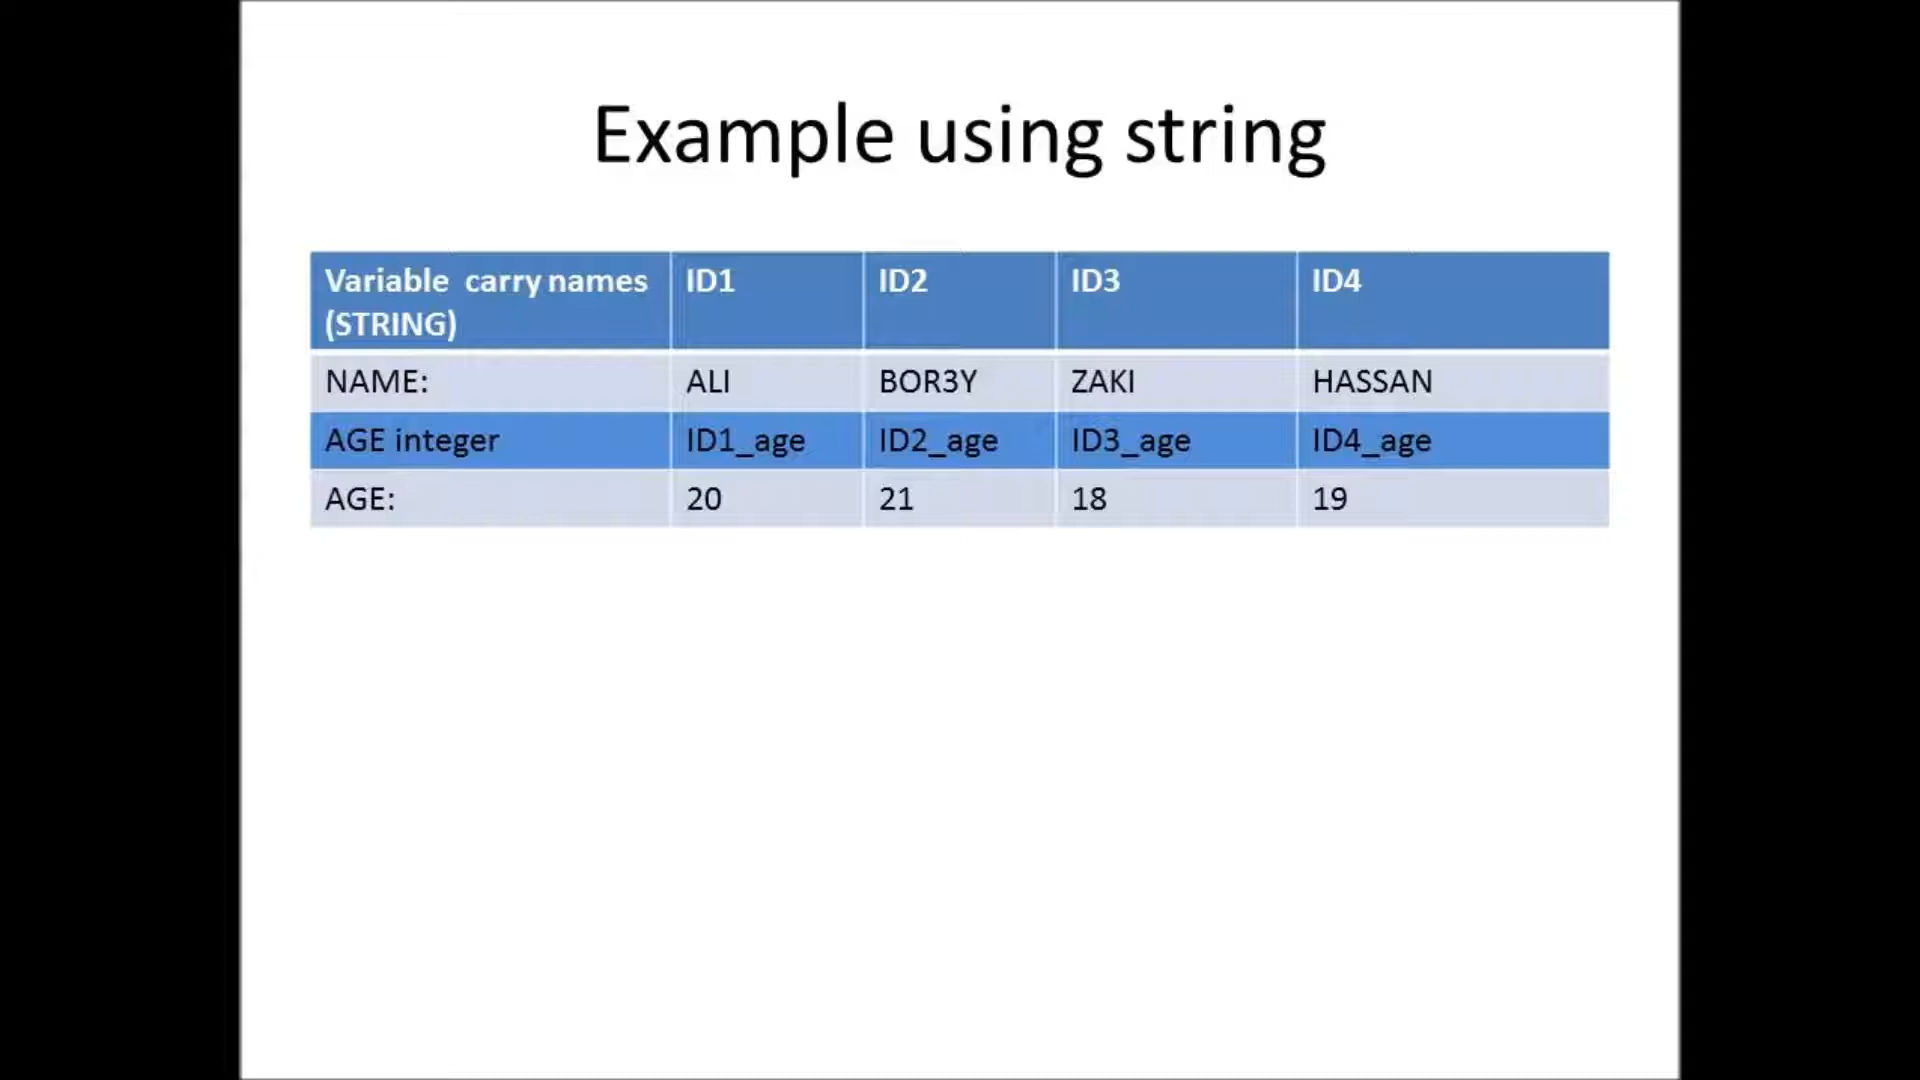 Example using string
Variable carry names (STRING) ID1 ID2 ID3 ID4
NAME: ALI BOR3Y ZAKI HASSAN
AGE integer ID1_age ID2_age ID3_age ID4_age
AGE: 20 21 18 19